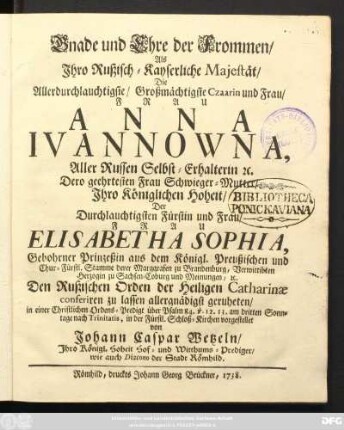 Gnade und Ehre der Frommen/
Als
Ihro Rußisch-Kayserliche Majestät/
Die
Allerdurchlauchtigste/ Großmächtigste Czaarin und Frau/
FRAU
ANNA
IVANNOWNA,
Aller Russen Selbst-Erhalterin ꝛc.
Dero geehrtesten Frau Schwieger-Mutter/
Ihro Königlichen Hoheit/
Der
Durchlauchtigsten Fürstin und Frau/
FRAU
ELISABETHA SOPHIA,
Gebohrner Prinzeßin aus dem Königl. Preußischen und
Chur-Fürstl. Stamme derer Marggrafen zu Brandenburg, Verwittibten
Herzogin zu Sachsen-Coburg und Meinungen, ꝛc.
Den Rußischen Orden der Heiligen Catharinæ
conferiren zu lassen allergnädigst geruheten/
in einer Christlichen Ordens-Predigt über Psalm 84. v. 12. 13. am dritten Sonn-
tage nach Trinitatis, in der Fürstl. Schloß-Kirchen vorgestellet
von
Johann Caspar Wetzeln/
Ihro Königl. Hoheit Hof- und Witthums-Prediger/
wie auch Diacono der Stadt Römhild.
Römhild, druckts Johann Georg Brückner, 1738.
BIBLIOTHECA
PONICKAVIANA